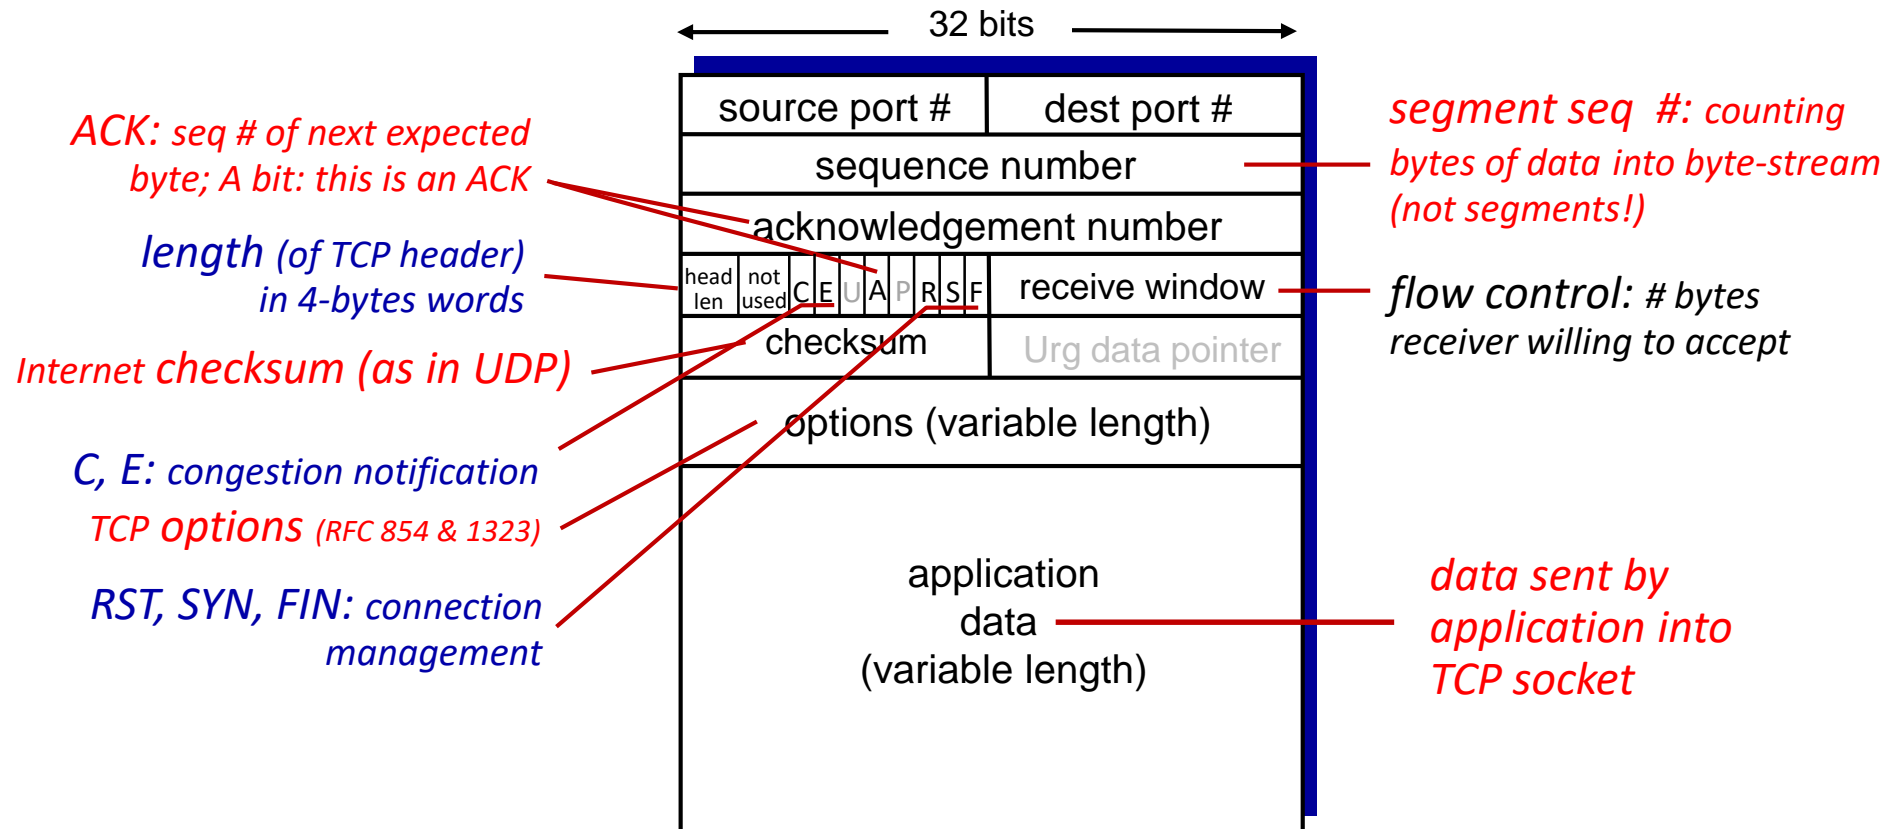 32 bits
source port #
dest port #
sequence number
acknowledgement number
head
len
not
used
C
E
U
A
P
R
S
F
receive window
checksum
Urg data pointer
options (variable length)
application
data
(variable length)
ACK: seq # of next expected
byte; A bit: this is an ACK
length (of TCP header)
in 4-bytes words
Internet checksum (as in UDP)
C, E: congestion notification
TCP options (RFC 854 & 1323)
RST, SYN, FIN: connection
management
segment seq #: counting
bytes of data into byte-stream
(not segments!)
flow control: # bytes
receiver willing to accept
data sent by
application into
TCP socket